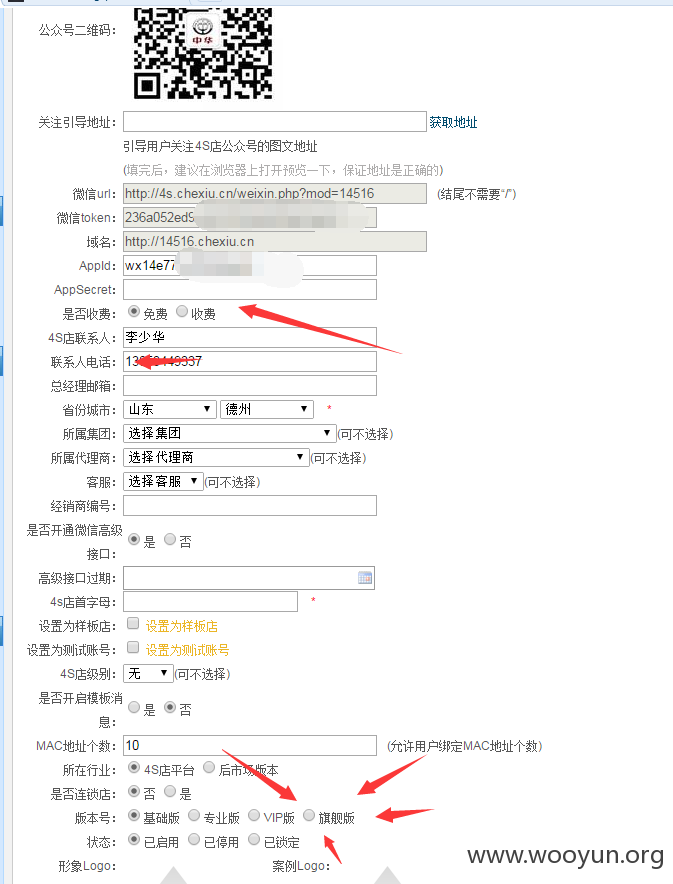 公众号二维码：
中华
关注引导地址： 获取地址
引导用户关注4S店公众号的图文地址
(填完后，建议在浏览器上打开预览一下，保证地址是正确的)
微信url： http://4s.chexiu.cn/weixin.php?mod=14516 (结尾不需要“/”)
微信token： 236a052ed9
域名： http://14516.chexiu.cn
AppId： wx14e77
AppSecret：
是否收费： 免费 收费
4S店联系人： 李少华
联系人电话：
总经理邮箱：
省份城市： 山东 德州 *
所属集团： 选择集团 (可不选择)
所属代理商： 选择代理商 (可不选择)
客服： 选择客服 (可不选择)
经销商编号：
是否开通微信高级
接口： 是 否
高级接口过期：
4s店首字母： *
设置为样板店： 设置为样板店
设置为测试账号： 设置为测试账号
4S店级别： 无 (可不选择)
是否开启模板消
息： 是 否
MAC地址个数： 10 (允许用户绑定MAC地址个数)
所在行业： 4S店平台 后市场版本
是否连锁店： 否 是
版本号： 基础版 专业版 VIP版 旗舰版
状态： 已启用 已停用 已锁定
www.wooyun.org
形象Logo： 案例Logo：